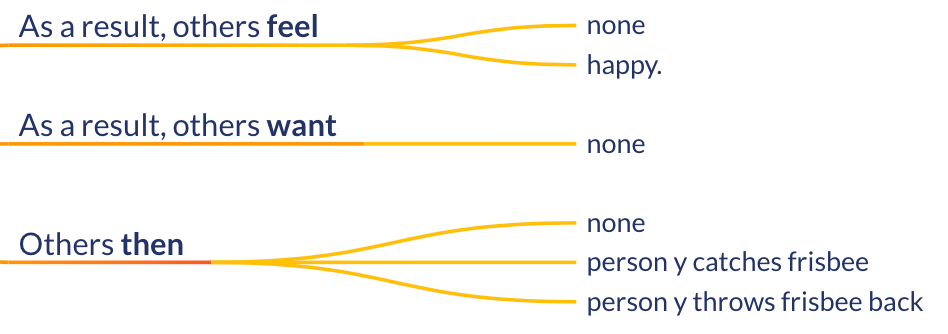 As a result, others feel
none
happy.
As a result, others want
none
Others then
none
person y catches frisbee
person y throws frisbee back